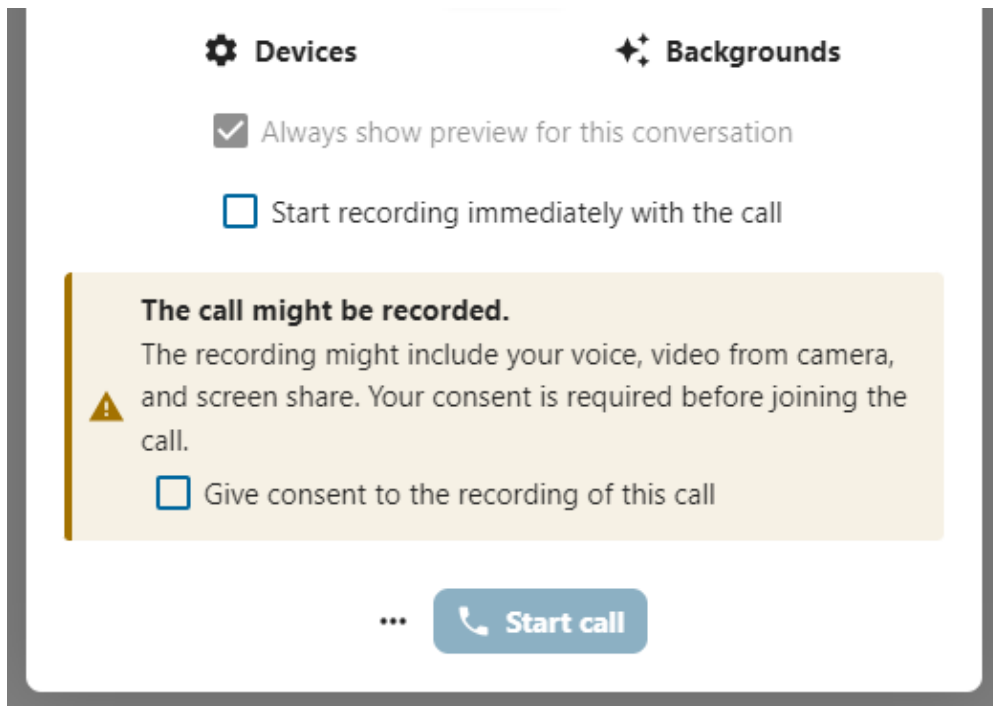 Devices
Backgrounds
Always show preview for this conversation
Start recording immediately with the call
The call might be recorded.
The recording might include your voice, video from camera,
and screen share. Your consent is required before joining the
call.
Give consent to the recording of this call
Start call